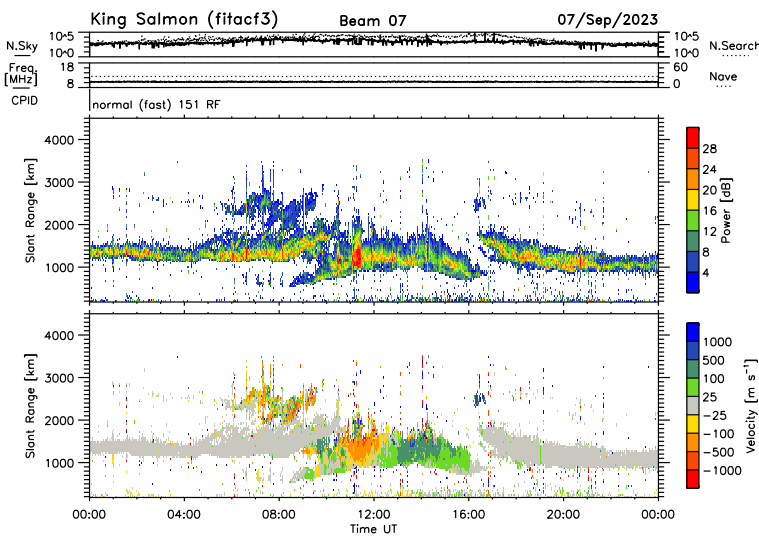 King Salmon (fitacf3) Beam 07 07/Sep/2023
N.Sky 10^5 10^5 N.Search
10^0 10^0
Freq 18 60 Nave
[MHz] 8 0
CPID normal (fast) 151 RF
Slant Range [km]
4000
3000
2000
1000
28
24
20
16
12
8
4
Power [dB]
Slant Range [km]
4000
3000
2000
1000
1000
500
100
25
-25
-100
-500
-1000
Velocity [m s⁻¹]
00:00 04:00 08:00 12:00 16:00 20:00 00:00
Time UT